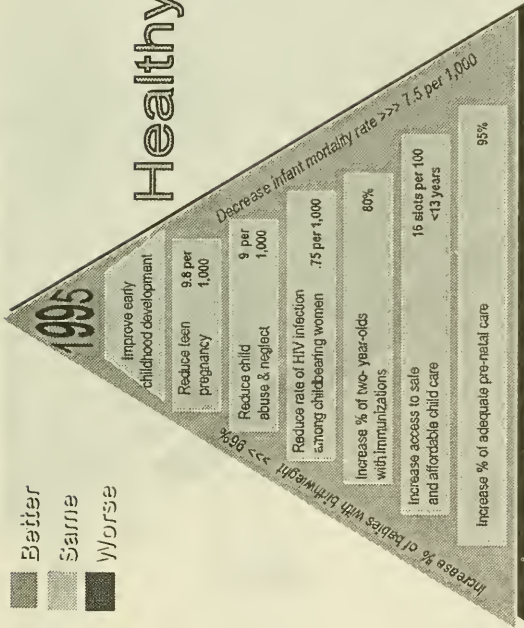 Better
Same
Worse
Healthy
1995
Improve early
childhood development
Reduce teen
pregnancy
9.8 per
1,000
Reduce child
abuse & neglect
9 per
1,000
Reduce rate of HIV infection
among childbearing women
.75 per 1,000
Increase % of two-year-olds
with immunizations
80%
Increase access to safe
and affordable child care
16 slots per 100
<13 years
Increase % of adequate pre-natal care
95%
Increase % of babies with birthwieght >>> 96%
Decrease infant mortality rate >>> 7.5 per 1,000